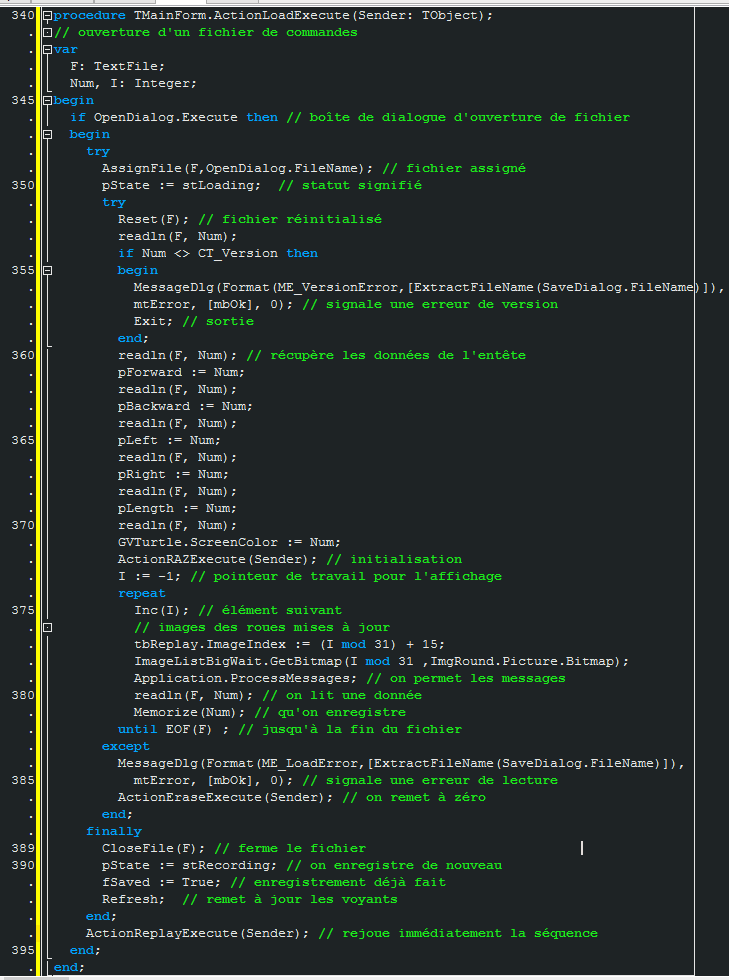 340 procedure TMainForm.ActionLoadExecute(Sender: TObject);
. // ouverture d'un fichier de commandes
. var
.   F: TextFile;
.   Num, I: Integer;
345 begin
.   if OpenDialog.Execute then // boîte de dialogue d'ouverture de fichier
.   begin
.     try
.       AssignFile(F,OpenDialog.FileName); // fichier assigné
350       pState := stLoading;  // statut signifié
.       try
.         Reset(F); // fichier réinitialisé
.         readln(F, Num);
.         if Num <> CT_Version then
355         begin
.           MessageDlg(Format(ME_VersionError,[ExtractFileName(SaveDialog.FileName)]),
.           mtError, [mbOk], 0); // signale une erreur de version
.           Exit; // sortie
.         end;
360         readln(F, Num); // récupère les données de l'entête
.         pForward := Num;
.         readln(F, Num);
.         pBackward := Num;
.         readln(F, Num);
365         pLeft := Num;
.         readln(F, Num);
.         pRight := Num;
.         readln(F, Num);
.         pLength := Num;
370         readln(F, Num);
.         GVTurtle.ScreenColor := Num;
.         ActionRAZExecute(Sender); // initialisation
.         I := -1; // pointeur de travail pour l'affichage
.         repeat
375           Inc(I); // élément suivant
.           // images des roues mises à jour
.           tbReplay.ImageIndex := (I mod 31) + 15;
.           ImageListBigWait.GetBitmap(I mod 31 ,ImgRound.Picture.Bitmap);
.           Application.ProcessMessages; // on permet les messages
380           readln(F, Num); // on lit une donnée
.           Memorize(Num); // qu'on enregistre
.         until EOF(F) ; // jusqu'à la fin du fichier
.       except
.         MessageDlg(Format(ME_LoadError,[ExtractFileName(SaveDialog.FileName)]),
385           mtError, [mbOk], 0); // signale une erreur de lecture
.         ActionEraseExecute(Sender); // on remet à zéro
.       end;
.     finally
389       CloseFile(F); // ferme le fichier
390       pState := stRecording; // on enregistre de nouveau
.       fSaved := True; // enregistrement déjà fait
.       Refresh;  // remet à jour les voyants
.     end;
.     ActionReplayExecute(Sender); // rejoue immédiatement la séquence
395   end;
. end;